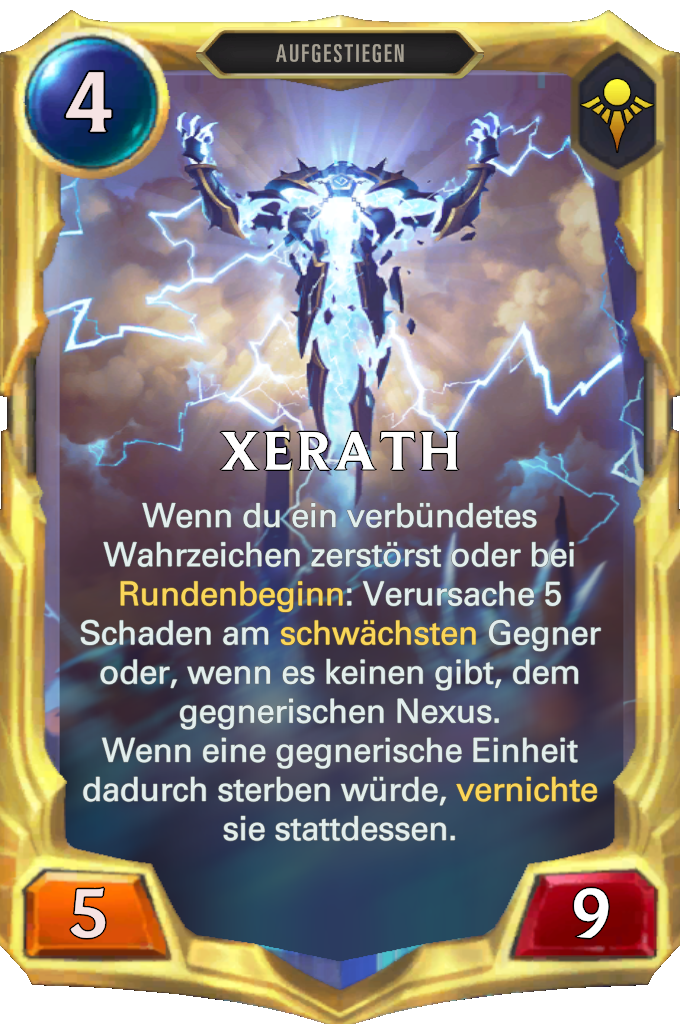 AUFGESTIEGEN
4
XERATH
Wenn du ein verbündetes
Wahrzeichen zerstörst oder bei
Rundenbeginn: Verursache 5
Schaden am schwächsten Gegner
oder, wenn es keinen gibt, dem
gegnerischen Nexus.
Wenn eine gegnerische Einheit
dadurch sterben würde, vernichte
sie stattdessen.
5
9